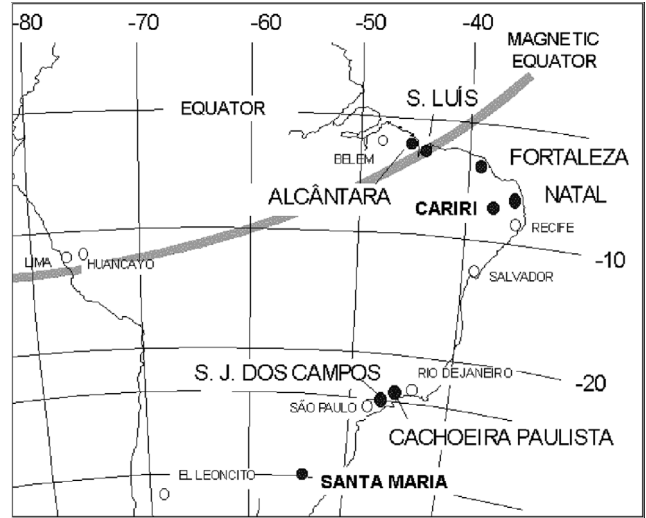 -80 -70 -60 -50 -40
MAGNETIC
EQUATOR
S. LUÍS
EQUATOR
BELEM
FORTALEZA
ALCÂNTARA
NATAL
CARIRI
RECIFE
LIMA
HUANCAYO
-10
SALVADOR
S. J. DOS CAMPOS
RIO DEJANEIRO
-20
SÃO PAULO
CACHOEIRA PAULISTA
EL LEONCITO
SANTA MARIA